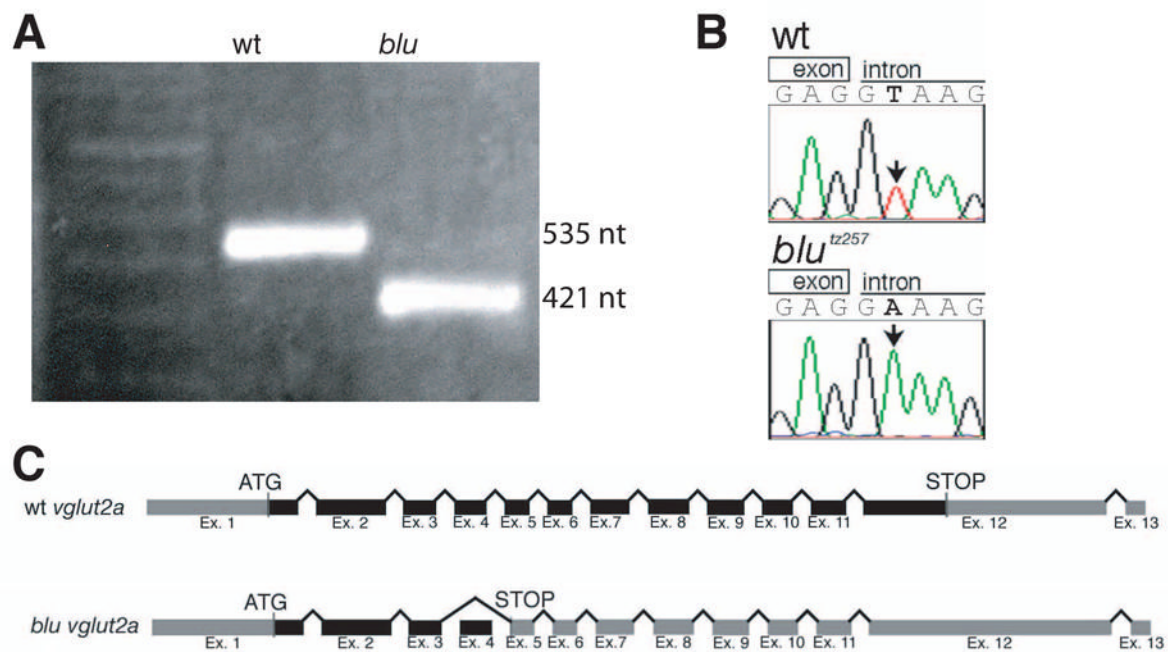 A
wt blu
535 nt
421 nt
B
wt
exon intron
G A G G T A A G
blu tz257
exon intron
G A G G A A A G
C
ATG STOP
wt vglut2a
Ex. 1 Ex. 2 Ex. 3 Ex. 4 Ex. 5 Ex. 6 Ex.7 Ex. 8 Ex. 9 Ex. 10 Ex. 11 Ex. 12 Ex. 13
ATG STOP
blu vglut2a
Ex. 1 Ex. 2 Ex. 3 Ex. 4 Ex. 5 Ex. 6 Ex. 7 Ex. 8 Ex. 9 Ex. 10 Ex. 11 Ex. 12 Ex. 13